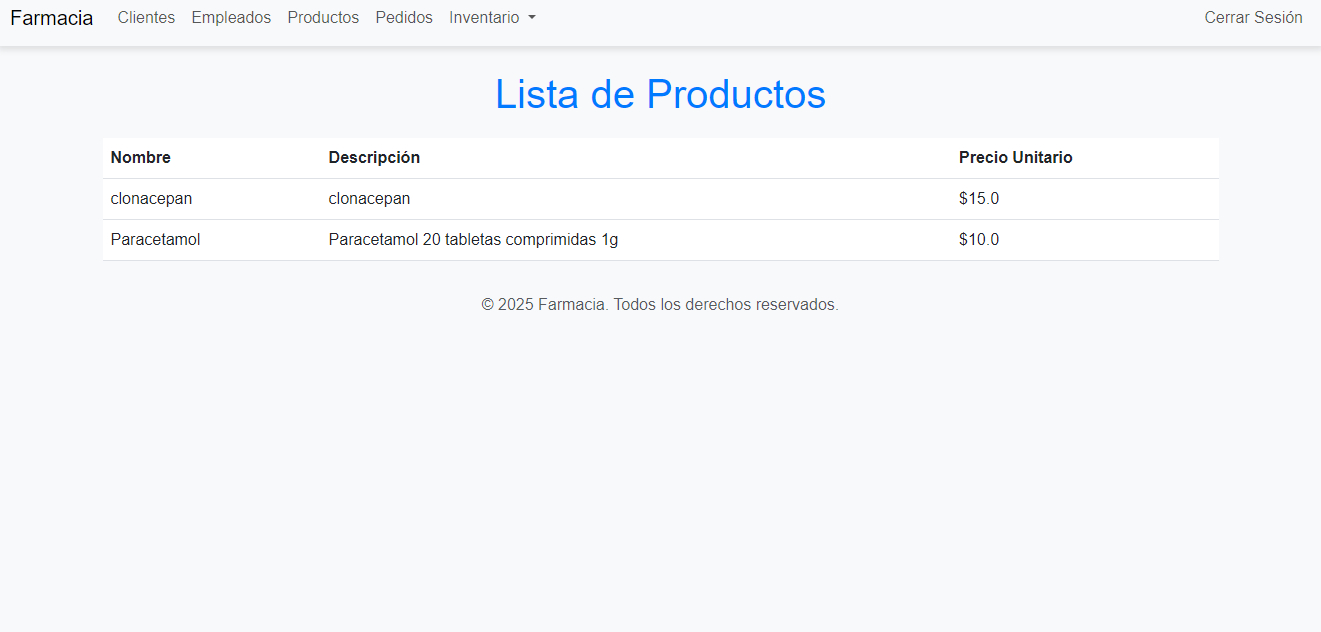 Farmacia Clientes Empleados Productos Pedidos Inventario Cerrar Sesión
Lista de Productos
Nombre Descripción Precio Unitario
clonacepan clonacepan $15.0
Paracetamol Paracetamol 20 tabletas comprimidas 1g $10.0
© 2025 Farmacia. Todos los derechos reservados.